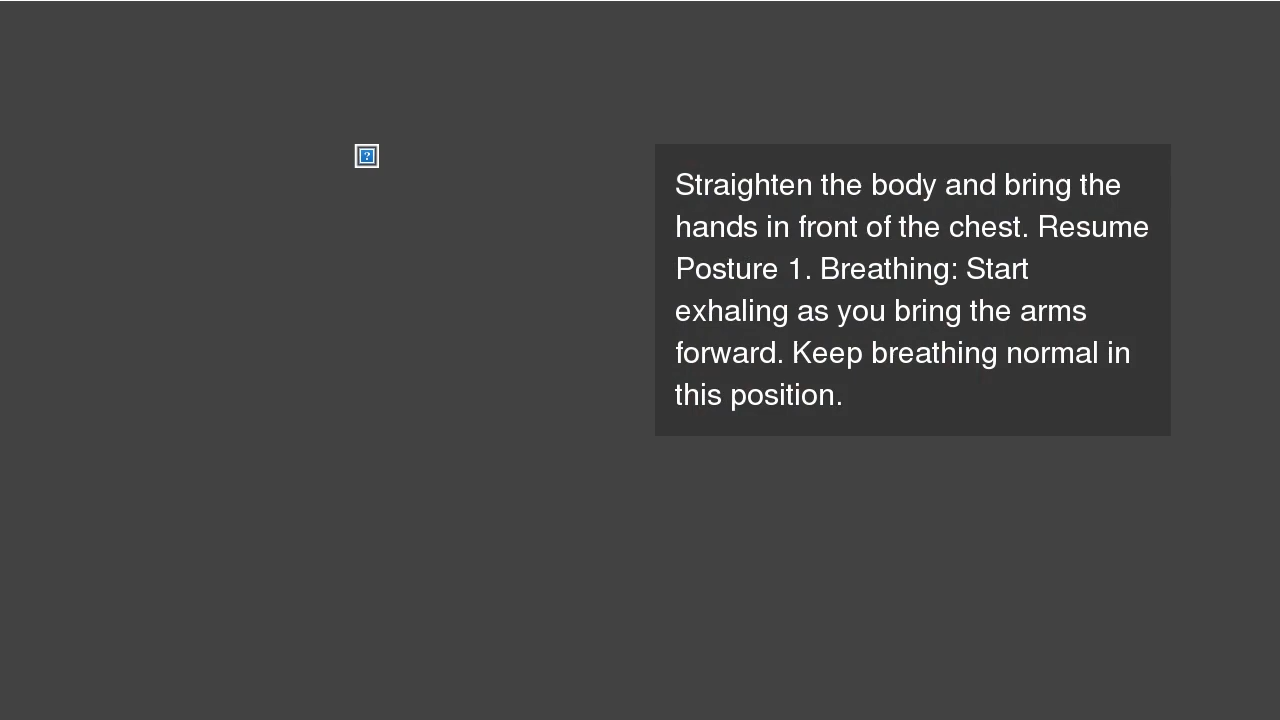 Straighten the body and bring the
hands in front of the chest. Resume
Posture 1. Breathing: Start
exhaling as you bring the arms
forward. Keep breathing normal in
this position.